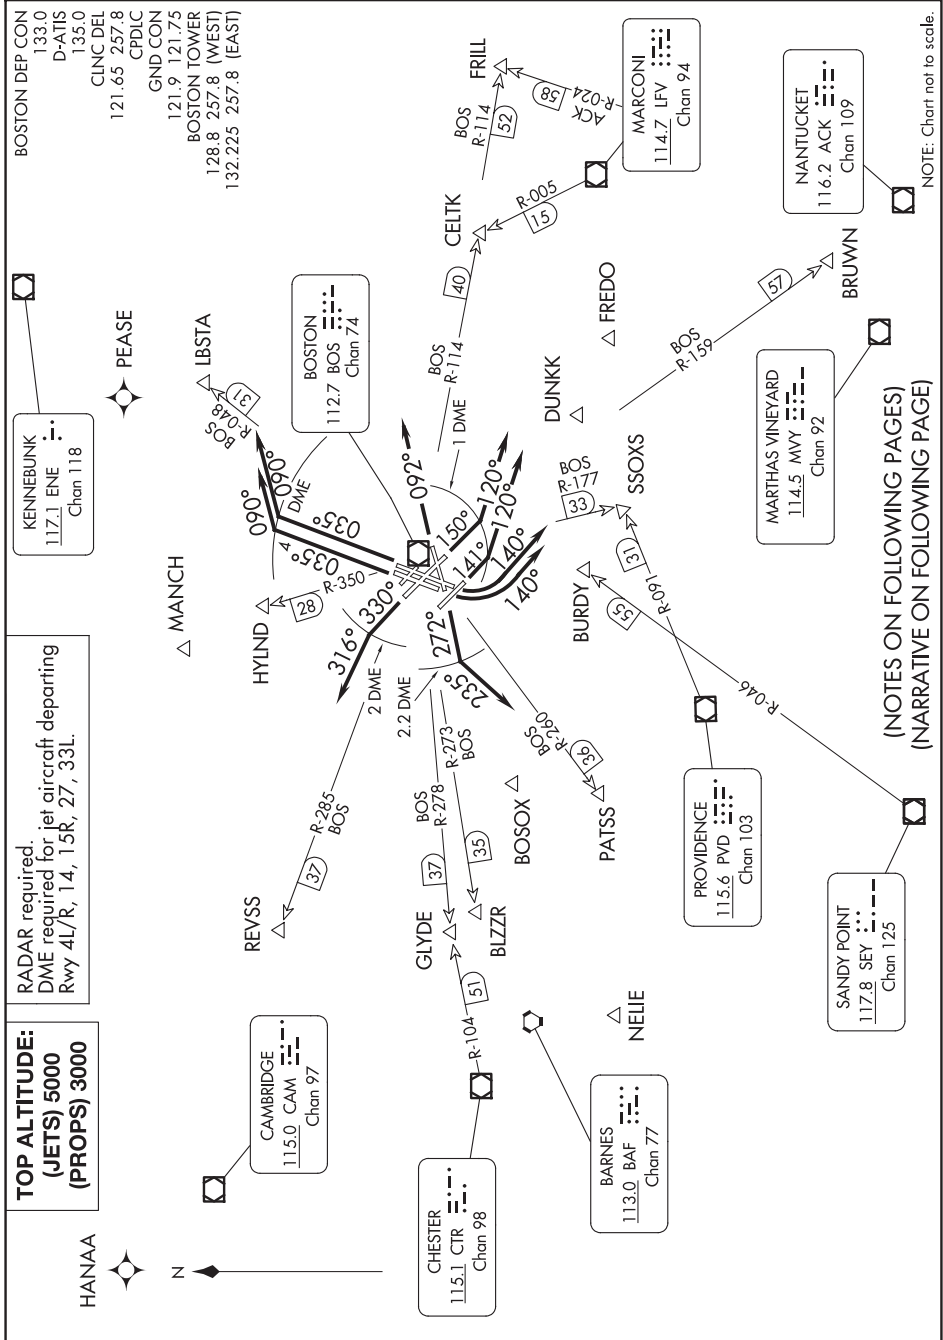 TOP ALTITUDE:
(JETS) 5000
(PROPS) 3000
RADAR required.
DME required for jet aircraft departing
Rwy 4L/R, 14, 15R, 27, 33L.
BOSTON DEP CON
133.0
D-ATIS
135.0
CLNC DEL
121.65 257.8
CPDLC
GND CON
121.9 121.75
BOSTON TOWER
128.8 257.8 (WEST)
132.225 257.8 (EAST)
HANAA
N
CAMBRIDGE
115.0 CAM
Chan 97
KENNEBUNK
117.1 ENE
Chan 118
PEASE
MANCH
LBSTA
31
BOS
R-048
HYLND
28
R-350
REVSS
37
R-285
BOS
BOSTON
112.7 BOS
Chan 74
090°
090°
4 DME
035°
035°
330°
316°
2 DME
2.2 DME
272°
235°
092°
1 DME
150°
120°
141°
120°
140°
140°
CHESTER
115.1 CTR
Chan 98
R-104
51
GLYDE
37
BOS
R-278
BLZZR
35
R-273
BOS
BOS
R-114
40
CELTK
BOS
R-114
52
FRILL
58
ACK
R-024
R-005
15
MARCONI
114.7 LFV
Chan 94
BOSOX
BOS
R-260
36
PATSS
BARNES
113.0 BAF
Chan 77
NELIE
BURDY
55
R-046
SSOXS
33
BOS
R-177
31
R-091
DUNKK
FREDO
BOS
R-159
57
BRUWN
PROVIDENCE
115.6 PVD
Chan 103
SANDY POINT
117.8 SEY
Chan 125
MARTHAS VINEYARD
114.5 MVY
Chan 92
NANTUCKET
116.2 ACK
Chan 109
(NOTES ON FOLLOWING PAGES)
(NARRATIVE ON FOLLOWING PAGE)
NOTE: Chart not to scale.